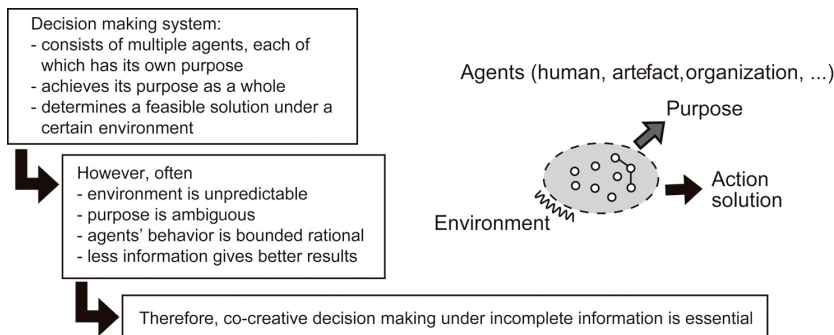 Decision making system:
- consists of multiple agents, each of
which has its own purpose
- achieves its purpose as a whole
- determines a feasible solution under a
certain environment
However, often
- environment is unpredictable
- purpose is ambiguous
- agents' behavior is bounded rational
- less information gives better results
Therefore, co-creative decision making under incomplete information is essential
Agents (human, artefact,organization, ...)
Purpose
Action
solution
Environment